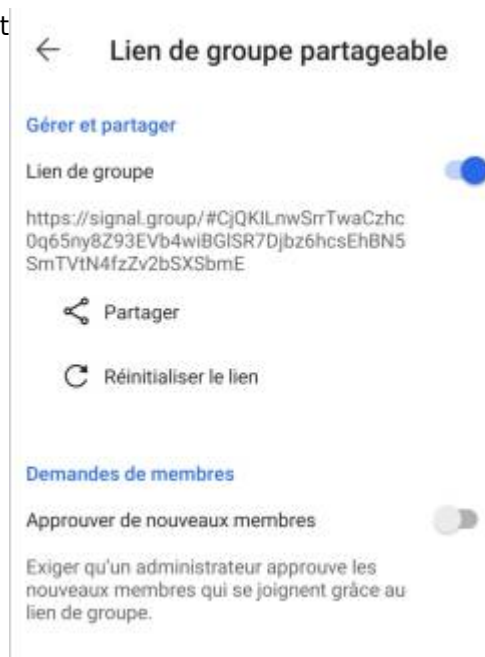 t
Lien de groupe partageable
Gérer et partager
Lien de groupe
https://signal.group/#CjQKILnwSrrTwaCzhc
0q65ny8Z93EVb4wiBGlSR7Djbz6hcsEhBN5
SmTVtN4fzZv2bSXSbmE
Partager
Réinitialiser le lien
Demandes de membres
Approuver de nouveaux membres
Exiger qu'un administrateur approuve les
nouveaux membres qui se joignent grâce au
lien de groupe.